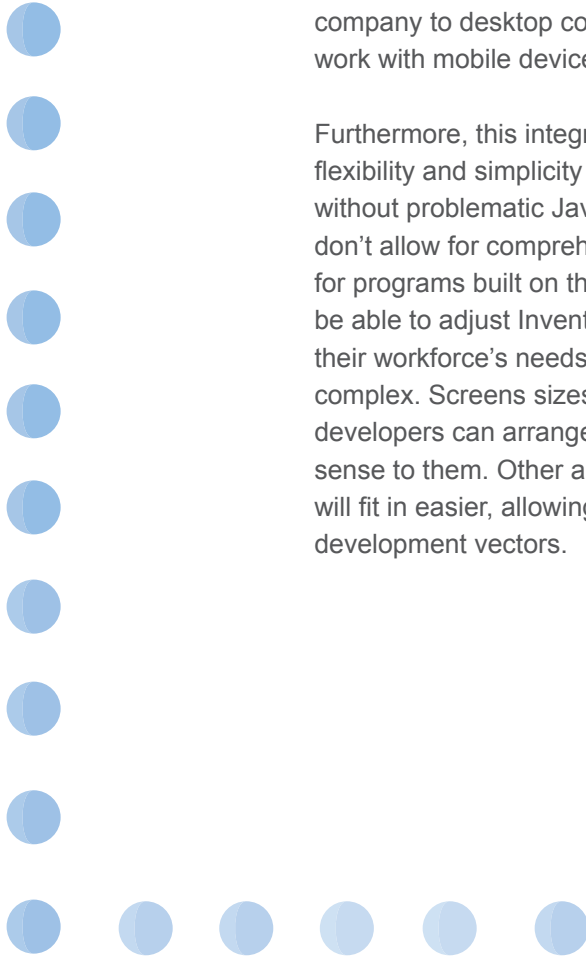 company to desktop co
work with mobile device
Furthermore, this integr
flexibility and simplicity
without problematic Jav
don’t allow for compreh
for programs built on th
be able to adjust Invent
their workforce’s needs
complex. Screens sizes
developers can arrange
sense to them. Other a
will fit in easier, allowing
development vectors.